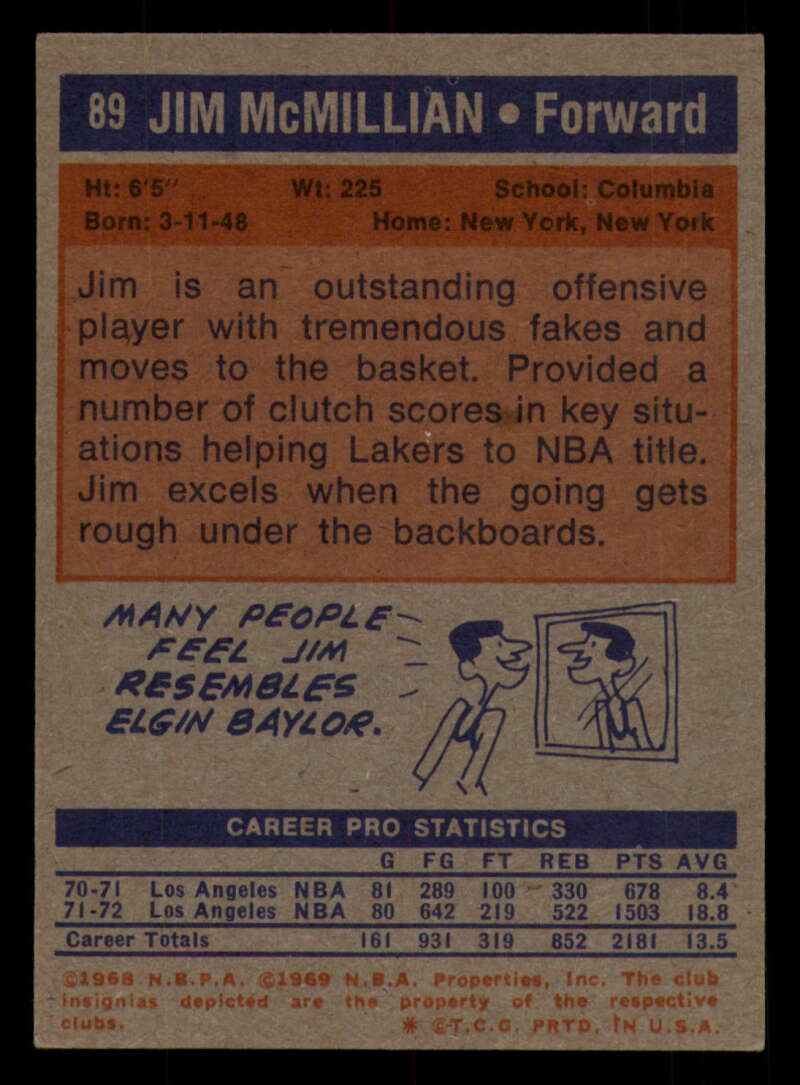 89 JIM McMILLIAN • Forward
Ht: 6'5" Wt: 225 School: Columbia
Born: 3-11-48 Home: New York, New York
Jim is an outstanding offensive
player with tremendous fakes and
moves to the basket. Provided a
number of clutch scores in key situ-
ations helping Lakers to NBA title.
Jim excels when the going gets
rough under the backboards.
MANY PEOPLE
FEEL JIM
RESEMBLES
ELGIN BAYLOR.
CAREER PRO STATISTICS
G FG FT REB PTS AVG
70-71 Los Angeles NBA 81 289 100 330 678 8.4
71-72 Los Angeles NBA 80 642 219 522 1503 18.8
Career Totals 161 931 319 852 2181 13.5
©1968 N.B.P.A. ©1969 N.B.A. Properties, Inc. The club
insignias depicted are the property of the respective
clubs. * ©T.C.G. PRTD. IN U.S.A.